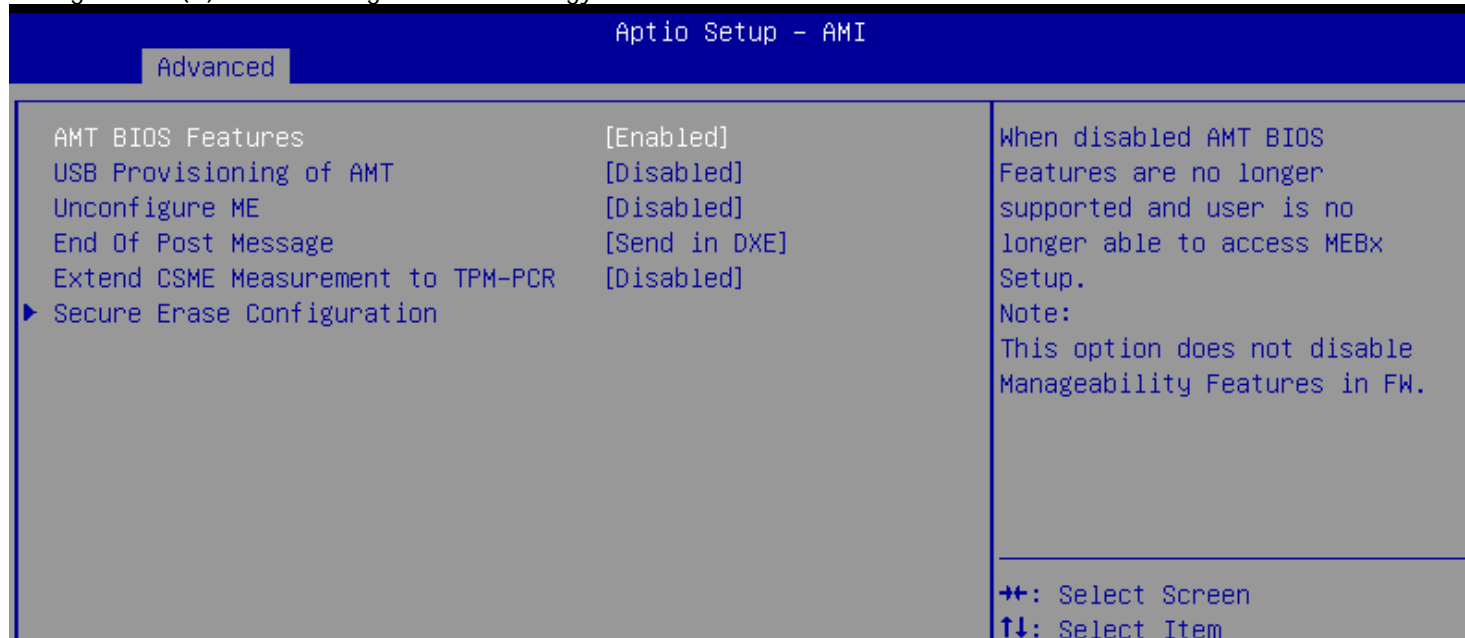 Aptio Setup – AMI
Advanced
AMT BIOS Features [Enabled]
USB Provisioning of AMT [Disabled]
Unconfigure ME [Disabled]
End Of Post Message [Send in DXE]
Extend CSME Measurement to TPM-PCR [Disabled]
Secure Erase Configuration
When disabled AMT BIOS
Features are no longer
supported and user is no
longer able to access MEBx
Setup.
Note:
This option does not disable
Manageability Features in FW.
→←: Select Screen
↑↓: Select Item